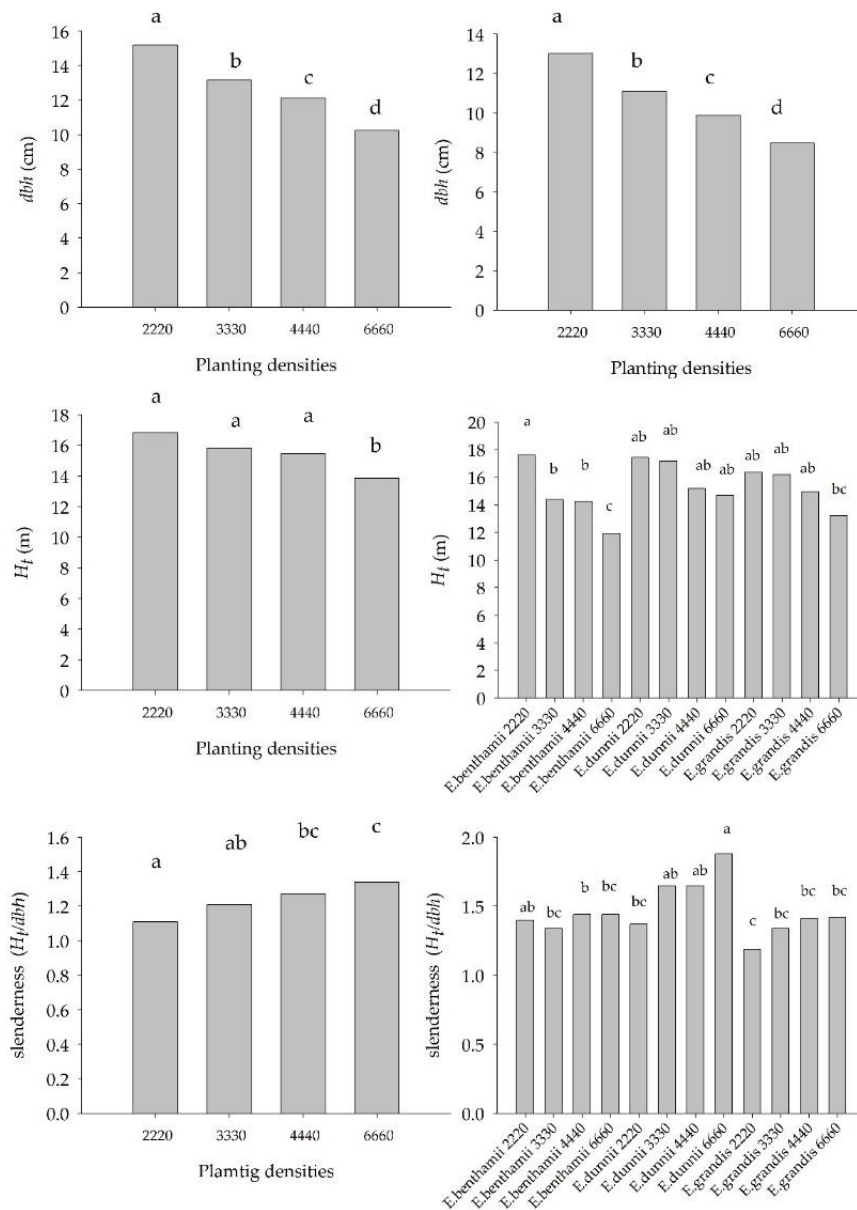 a
b
c
d
16
14
12
10
8
6
4
2
0
dbh (cm)
2220 3330 4440 6660
Planting densities
a
b
c
d
14
12
10
8
6
4
2
0
dbh (cm)
2220 3330 4440 6660
Planting densities
a
a
a
b
18
16
14
12
10
8
6
4
2
0
Ht (m)
2220 3330 4440 6660
Planting densities
a
b
b
c
ab
ab
ab
ab
ab
ab
ab
bc
20
18
16
14
12
10
8
6
4
2
0
Ht (m)
E.benthamii 2220
E.benthamii 3330
E.benthamii 4440
E.benthamii 6660
E.dunnii 2220
E.dunnii 3330
E.dunnii 4440
E.dunnii 6660
E.grandis 2220
E.grandis 3330
E.grandis 4440
E.grandis 6660
a
ab
bc
c
1.6
1.4
1.2
1.0
0.8
0.6
0.4
0.2
0.0
slenderness (Ht/dbh)
2220 3330 4440 6660
Plamtig densities
ab
bc
b
bc
bc
ab
ab
a
c
bc
bc
bc
2.0
1.5
1.0
0.5
0.0
slenderness (Ht/dbh)
E.benthamii 2220
E.benthamii 3330
E.benthamii 4440
E.benthamii 6660
E.dunnii 2220
E.dunnii 3330
E.dunnii 4440
E.dunnii 6660
E.grandis 2220
E.grandis 3330
E.grandis 4440
E.grandis 6660